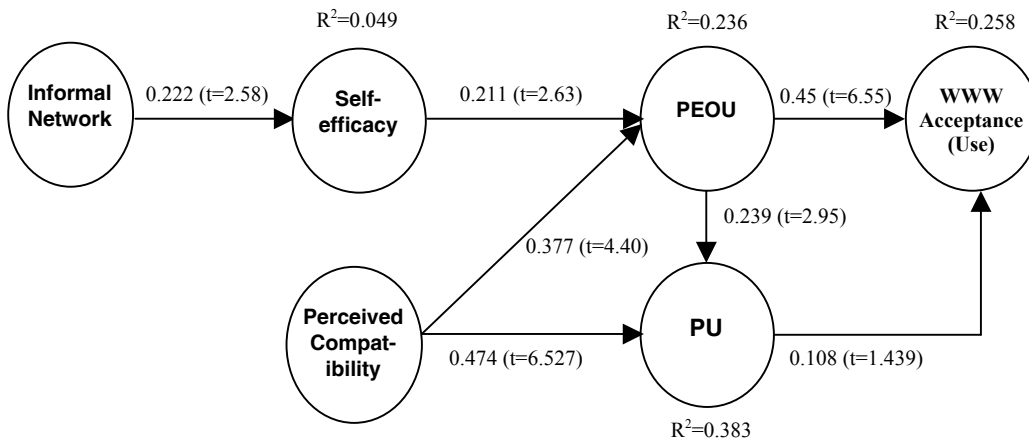 R²=0.049
R²=0.236
R²=0.258
Informal
Network
0.222 (t=2.58)
Self-
efficacy
0.211 (t=2.63)
PEOU
0.45 (t=6.55)
WWW
Acceptance
(Use)
0.377 (t=4.40)
0.239 (t=2.95)
Perceived
Compat-
ibility
0.474 (t=6.527)
PU
0.108 (t=1.439)
R²=0.383